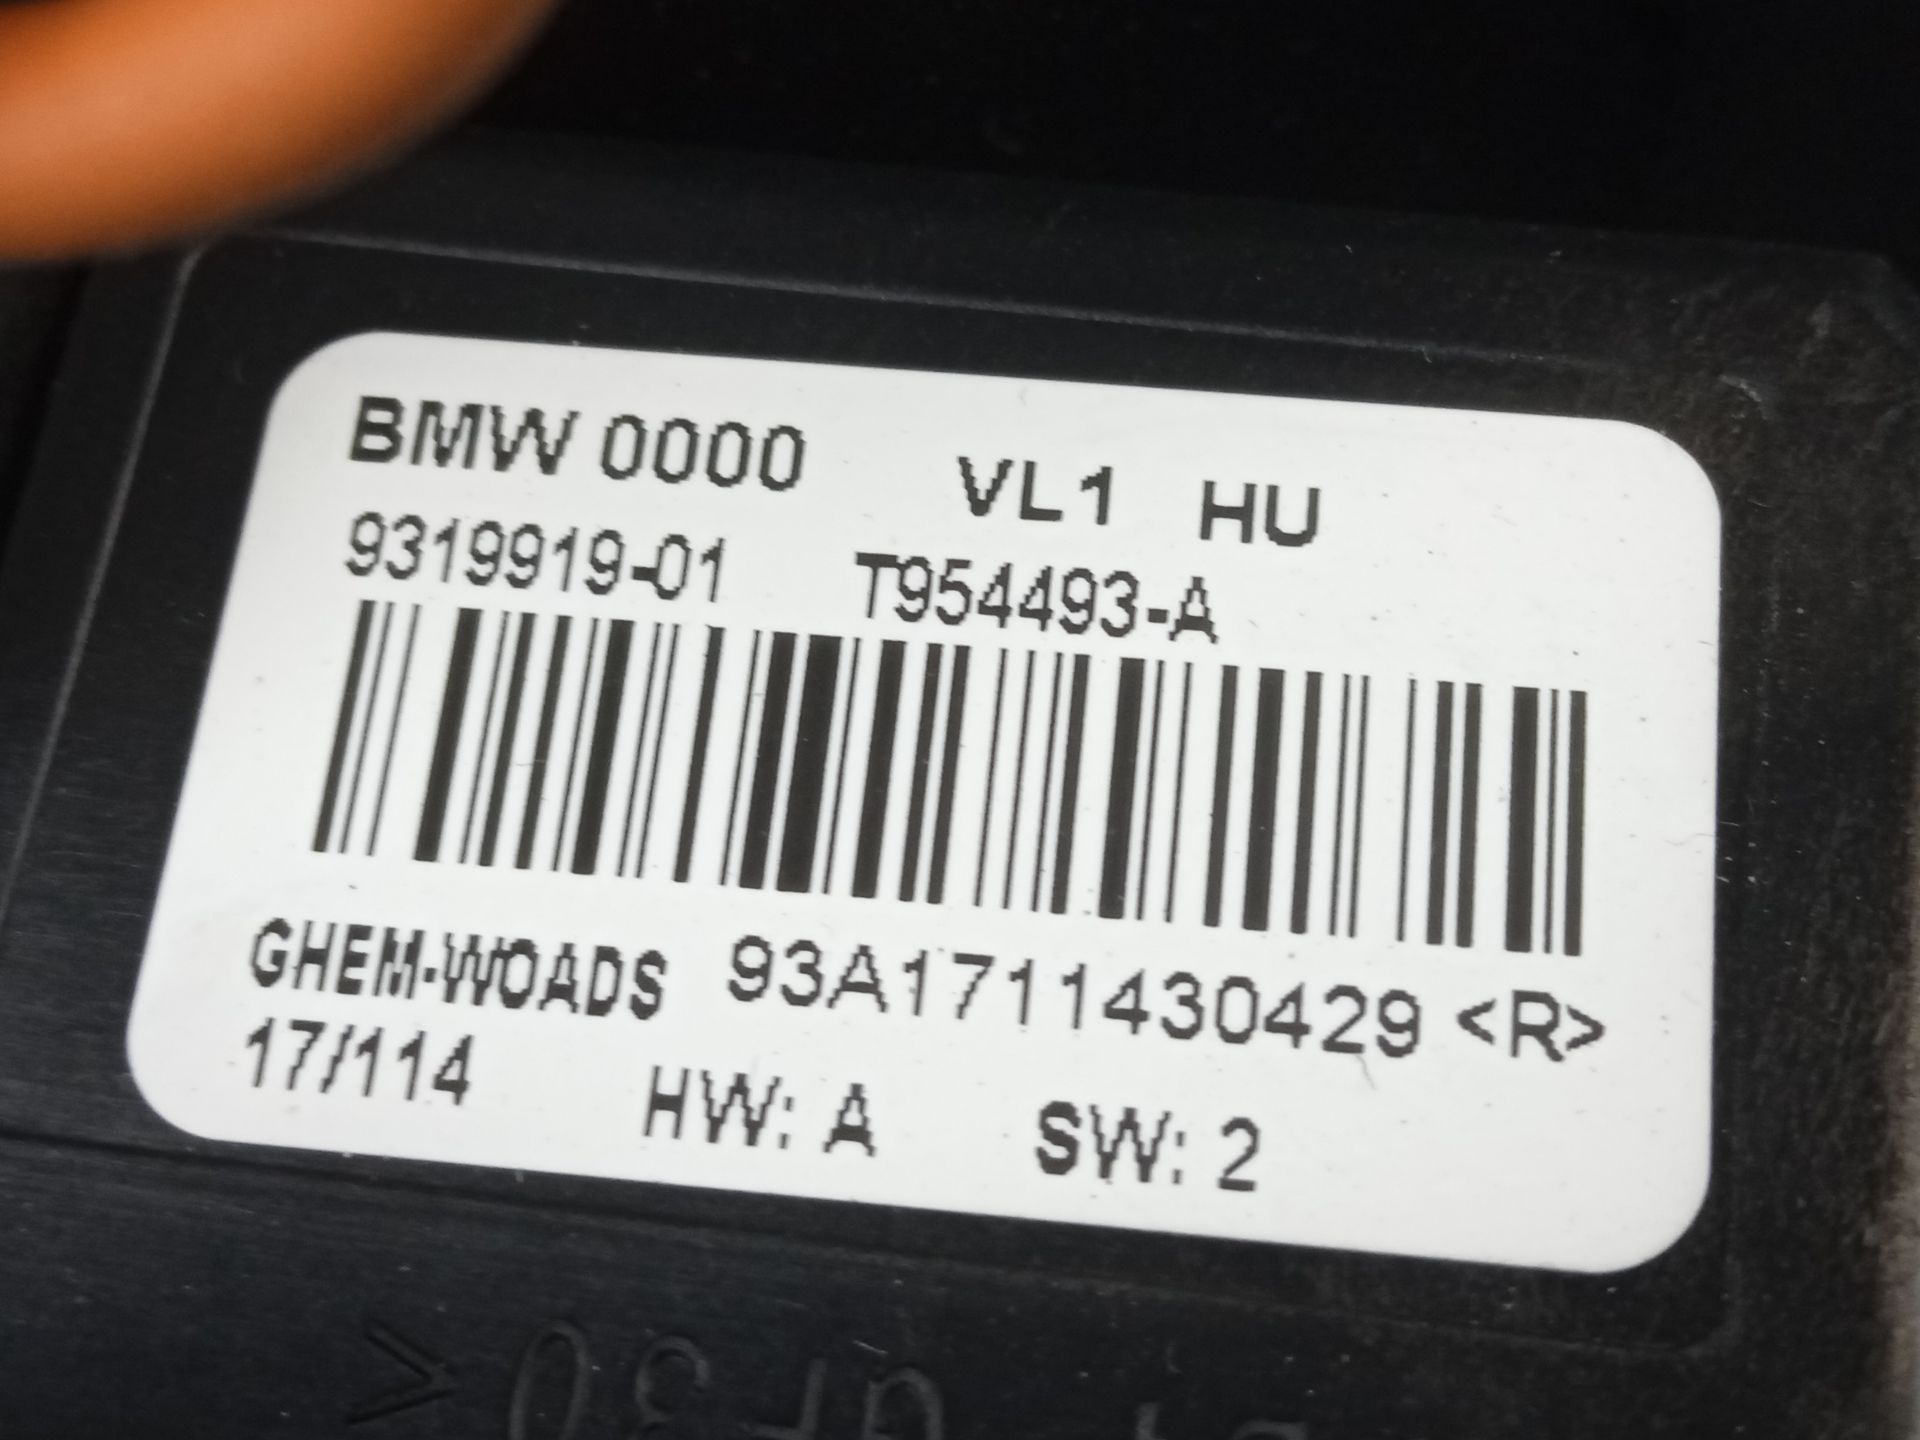 BMW 0000 VL1 HU
9319919-01 T954493-A
GHEM-WOADS 93A1711430429 <R>
17/114 HW: A SW: 2